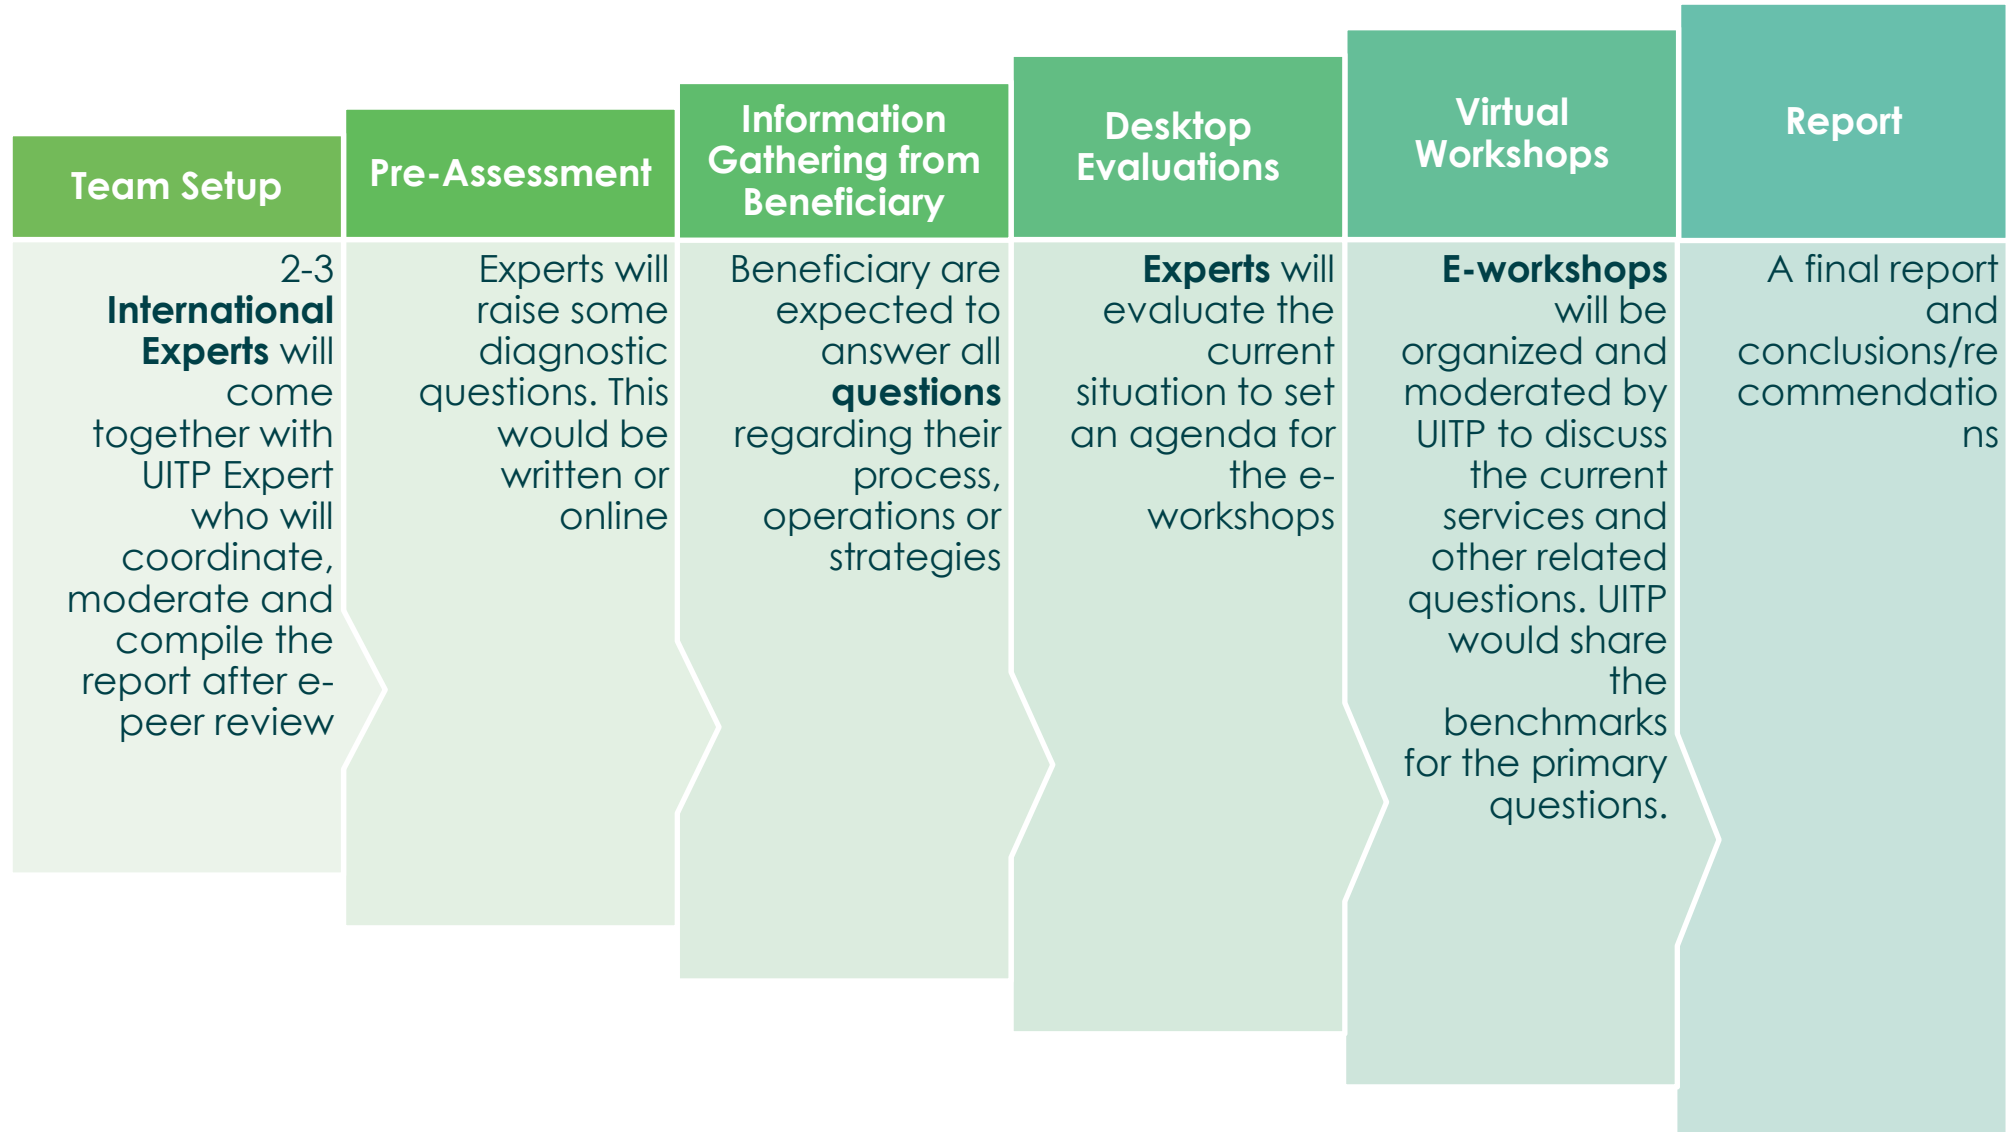 Team Setup
2-3
International
Experts will
come
together with
UITP Expert
who will
coordinate,
moderate and
compile the
report after e-
peer review
Pre-Assessment
Experts will
raise some
diagnostic
questions. This
would be
written or
online
Information
Gathering from
Beneficiary
Beneficiary are
expected to
answer all
questions
regarding their
process,
operations or
strategies
Desktop
Evaluations
Experts will
evaluate the
current
situation to set
an agenda for
the e-
workshops
Virtual
Workshops
E-workshops
will be
organized and
moderated by
UITP to discuss
the current
services and
other related
questions. UITP
would share
the
benchmarks
for the primary
questions.
Report
A final report
and
conclusions/re
commendatio
ns